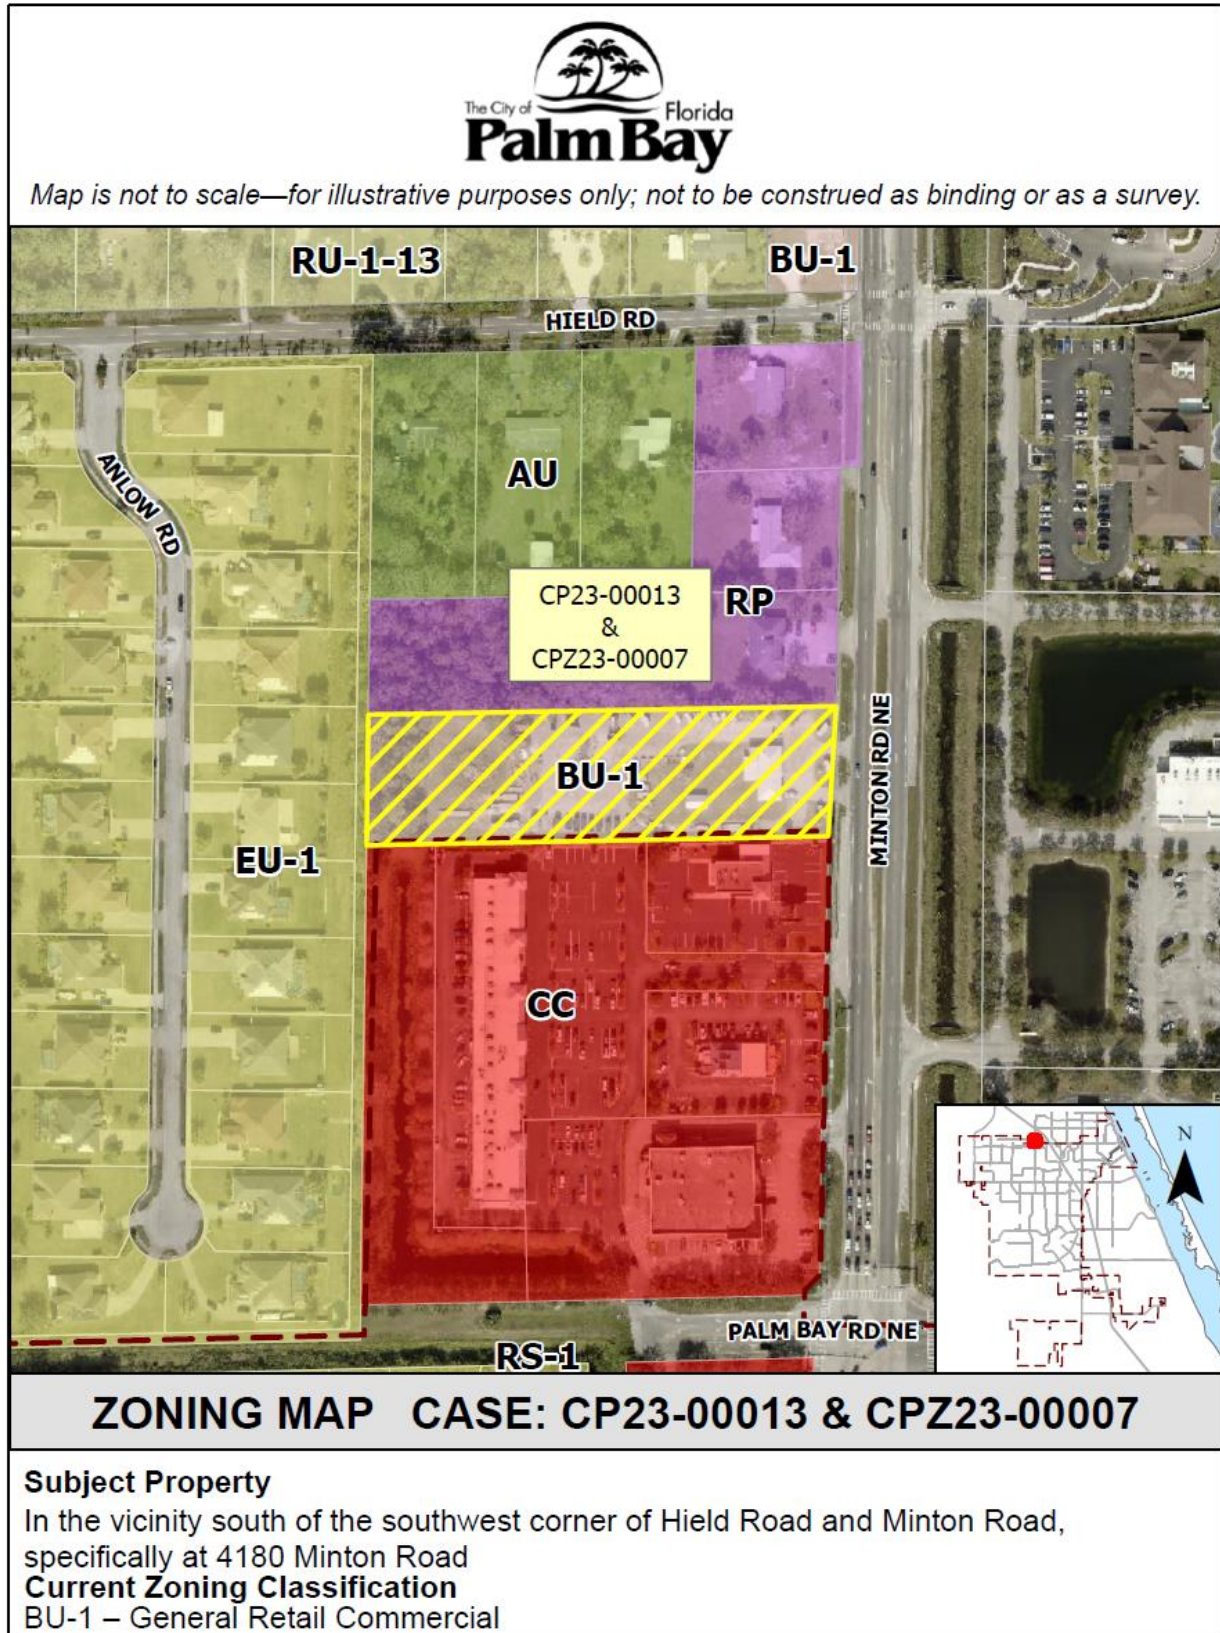 The City of Florida
Palm Bay
Map is not to scale—for illustrative purposes only; not to be construed as binding or as a survey.
RU-1-13
BU-1
HIELD RD
ANLOW RD
AU
CP23-00013
&
CPZ23-00007
RP
MINTON RD NE
BU-1
EU-1
CC
N
PALM BAY RD NE
RS-1
ZONING MAP CASE: CP23-00013 & CPZ23-00007
Subject Property
In the vicinity south of the southwest corner of Hield Road and Minton Road,
specifically at 4180 Minton Road
Current Zoning Classification
BU-1 – General Retail Commercial